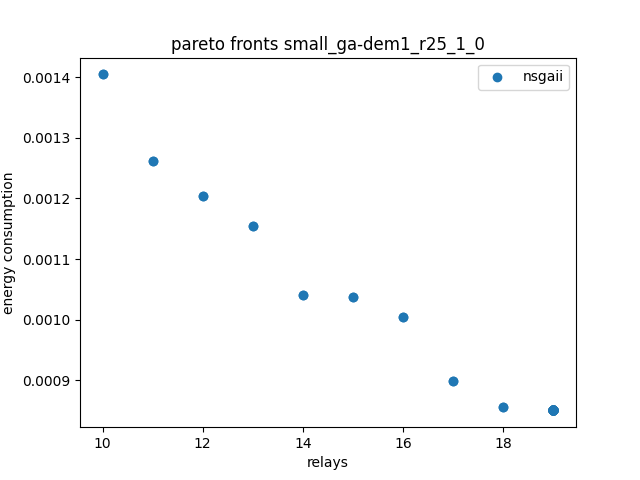 pareto fronts small_ga-dem1_r25_1_0
nsgaii
0.0014
0.0013
0.0012
0.0011
0.0010
0.0009
energy consumption
10 12 14 16 18
relays